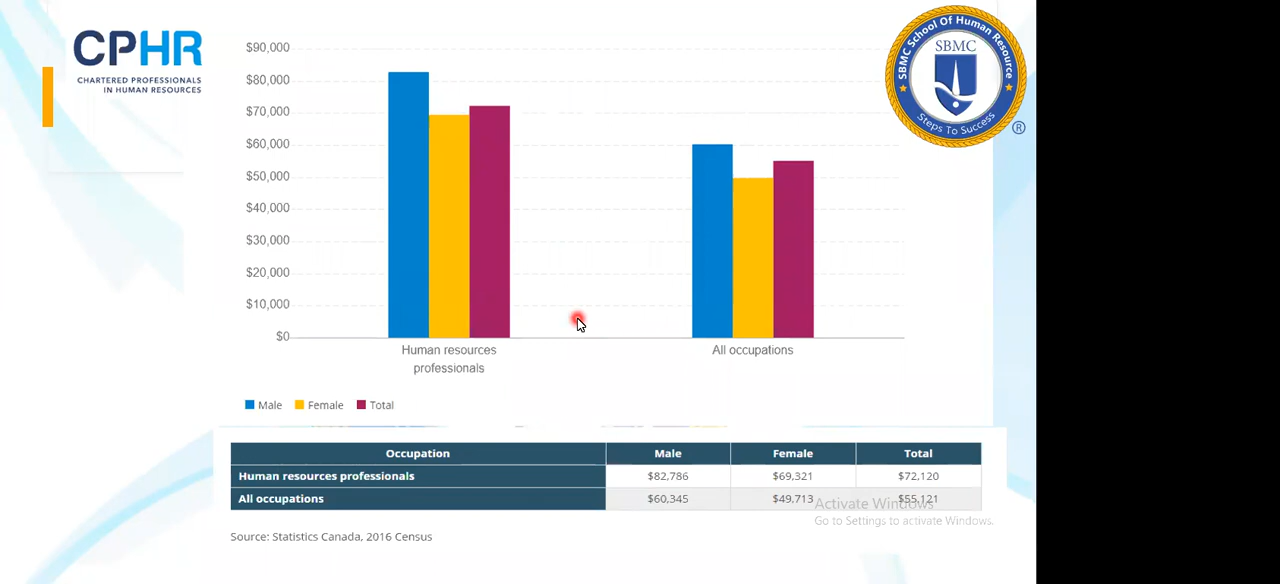 CPHR
CHARTERED PROFESSIONALS
IN HUMAN RESOURCES
SBMC School Of Human Resource
SBMC
Steps To Success
®
$90,000
$80,000
$70,000
$60,000
$50,000
$40,000
$30,000
$20,000
$10,000
$0
Human resources
professionals
All occupations
Male Female Total
Occupation Male Female Total
Human resources professionals $82,786 $69,321 $72,120
All occupations $60,345 $49,713 $55,121
Activate Windows
Go to Settings to activate Windows.
Source: Statistics Canada, 2016 Census